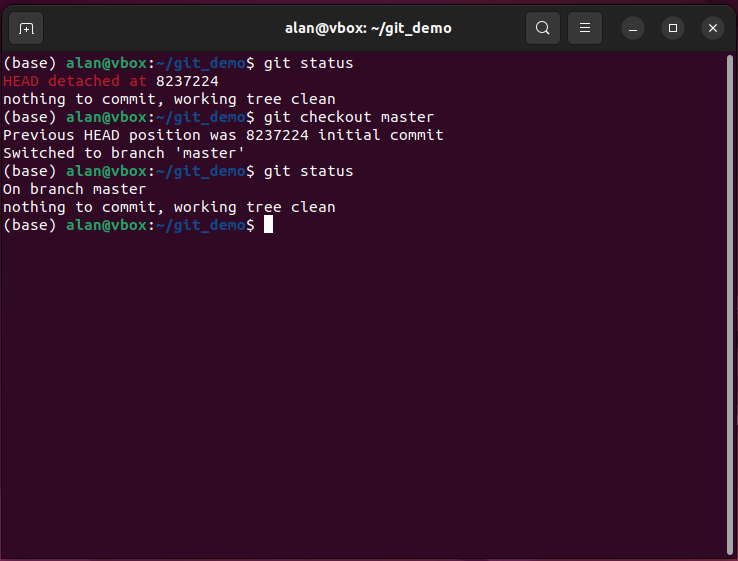 alan@vbox: ~/git_demo
(base) alan@vbox:~/git_demo$ git status
HEAD detached at 8237224
nothing to commit, working tree clean
(base) alan@vbox:~/git_demo$ git checkout master
Previous HEAD position was 8237224 initial commit
Switched to branch 'master'
(base) alan@vbox:~/git_demo$ git status
On branch master
nothing to commit, working tree clean
(base) alan@vbox:~/git_demo$